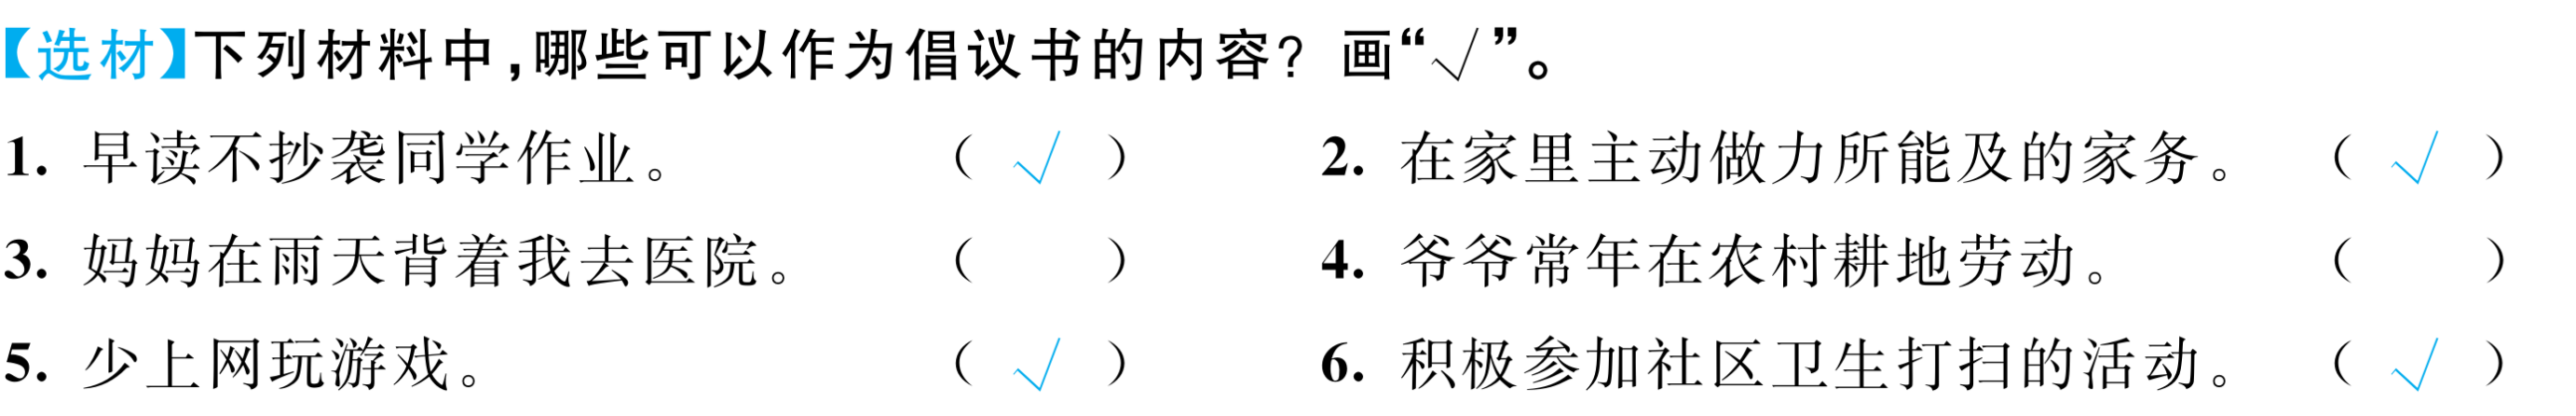 【选材】下列材料中,哪些可以作为倡议书的内容? 画“√”。
1. 早读不抄袭同学作业。 ( √ ) 2. 在家里主动做力所能及的家务。 ( √ )
3. 妈妈在雨天背着我去医院。 ( ) 4. 爷爷常年在农村耕地劳动。 ( )
5. 少上网玩游戏。 ( √ ) 6. 积极参加社区卫生打扫的活动。 ( √ )